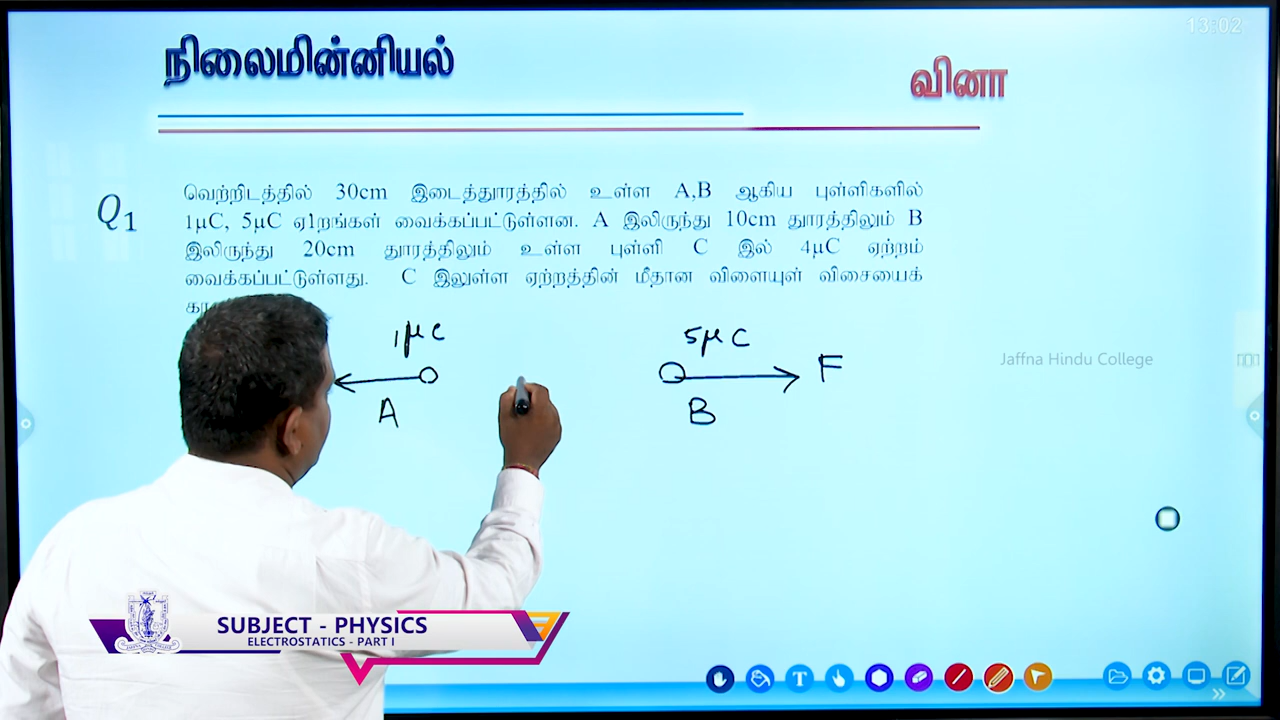 13:02
நிலைமின்னியல்
வினா
Q1
வெற்றிடத்தில் 30cm இடைத்தூரத்தில் உள்ள A,B ஆகிய புள்ளிகளில்
1μC, 5μC ஏ1றங்கள் வைக்கப்பட்டுள்ளன. A இலிருந்து 10cm தூரத்திலும் B
இலிருந்து 20cm தூரத்திலும் உள்ள புள்ளி C இல் 4μC ஏற்றம்
வைக்கப்பட்டுள்ளது. C இலுள்ள ஏற்றத்தின் மீதான விளையுள் விசையைக்
1μC
5μC
F
A
B
Jaffna Hindu College
SUBJECT - PHYSICS
ELECTROSTATICS - PART I
T